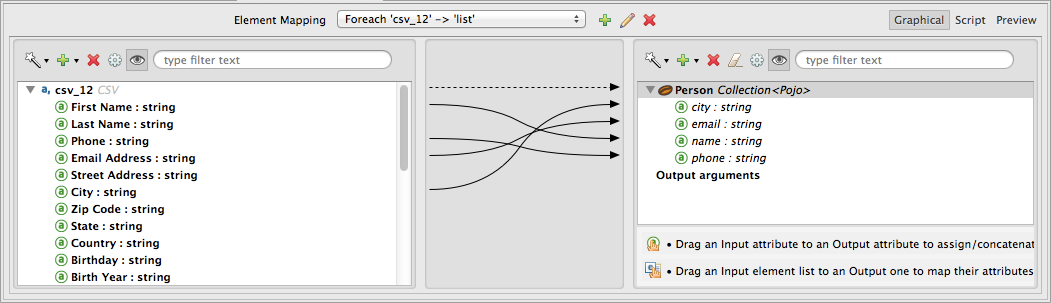 Element Mapping Foreach 'csv_12' -> 'list' Graphical Script Preview
type filter text
a, csv_12 CSV
a First Name : string
a Last Name : string
a Phone : string
a Email Address : string
a Street Address : string
a City : string
a Zip Code : string
a State : string
a Country : string
a Birthday : string
a Birth Year : string
type filter text
Person Collection<Pojo>
a city : string
a email : string
a name : string
a phone : string
Output arguments
• Drag an Input attribute to an Output attribute to assign/concatenat
• Drag an Input element list to an Output one to map their attributes